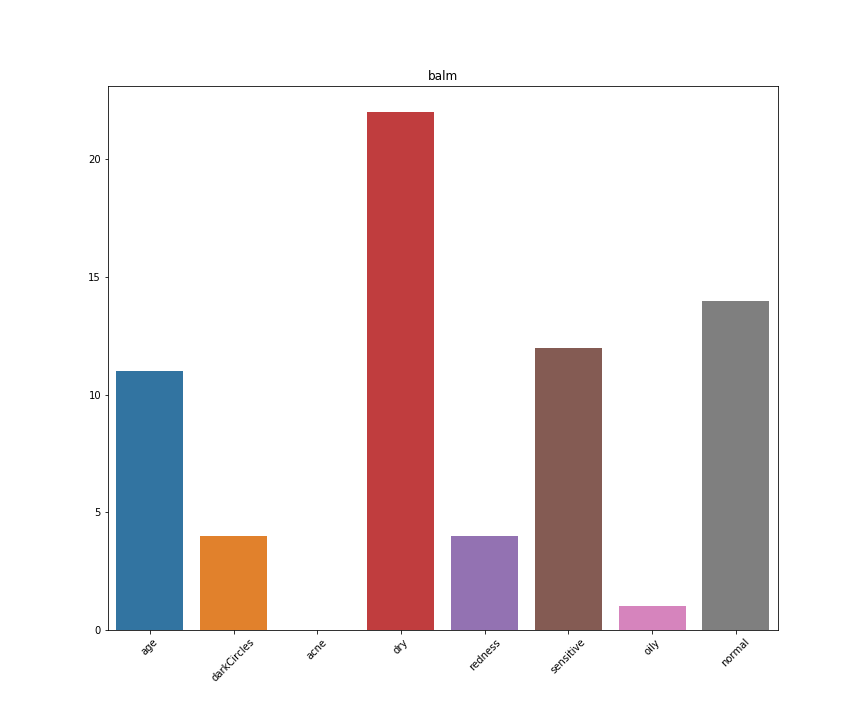 balm
20
15
10
5
0
age
darkCircles
acne
dry
redness
sensitive
oily
normal